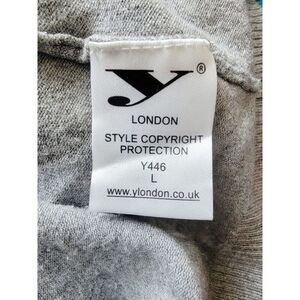 y®
LONDON
STYLE COPYRIGHT
PROTECTION
Y446
L
www.ylondon.co.uk